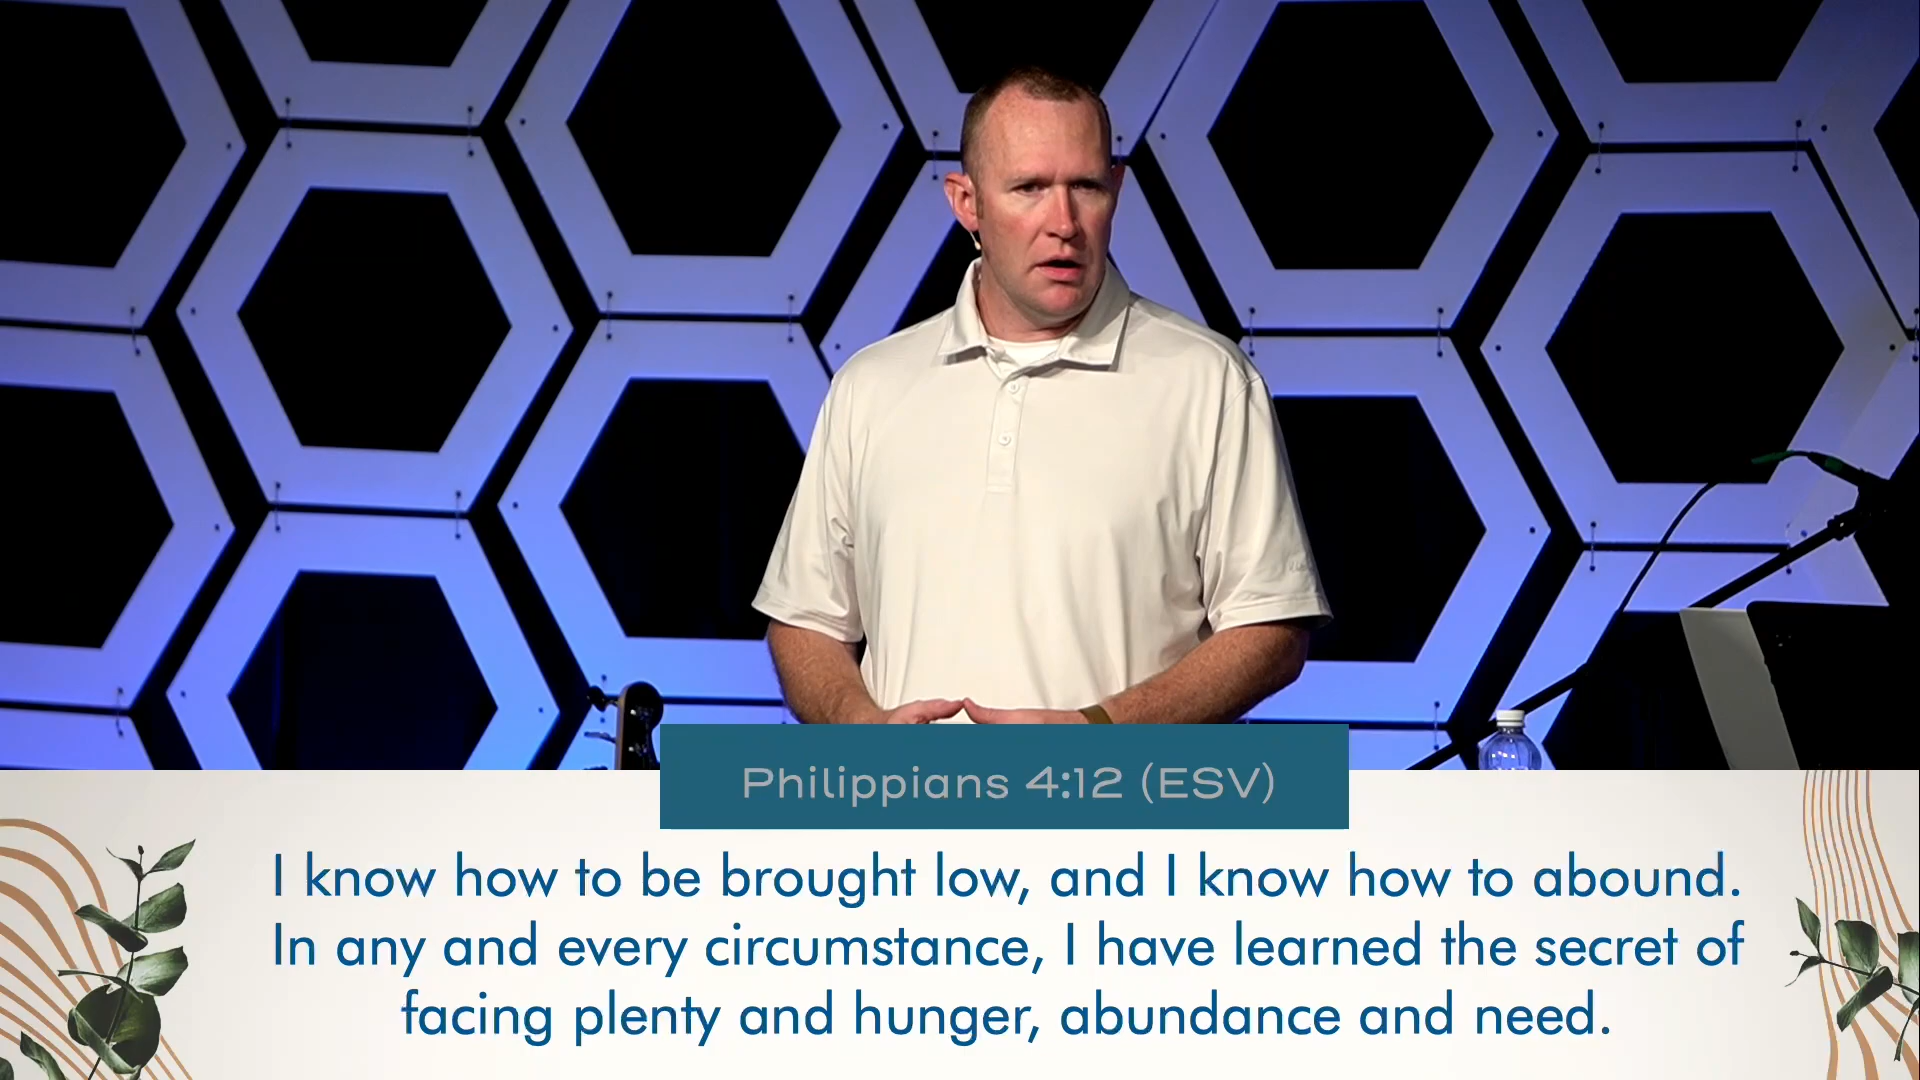 Philippians 4:12 (ESV)
I know how to be brought low, and I know how to abound.
In any and every circumstance, I have learned the secret of
facing plenty and hunger, abundance and need.